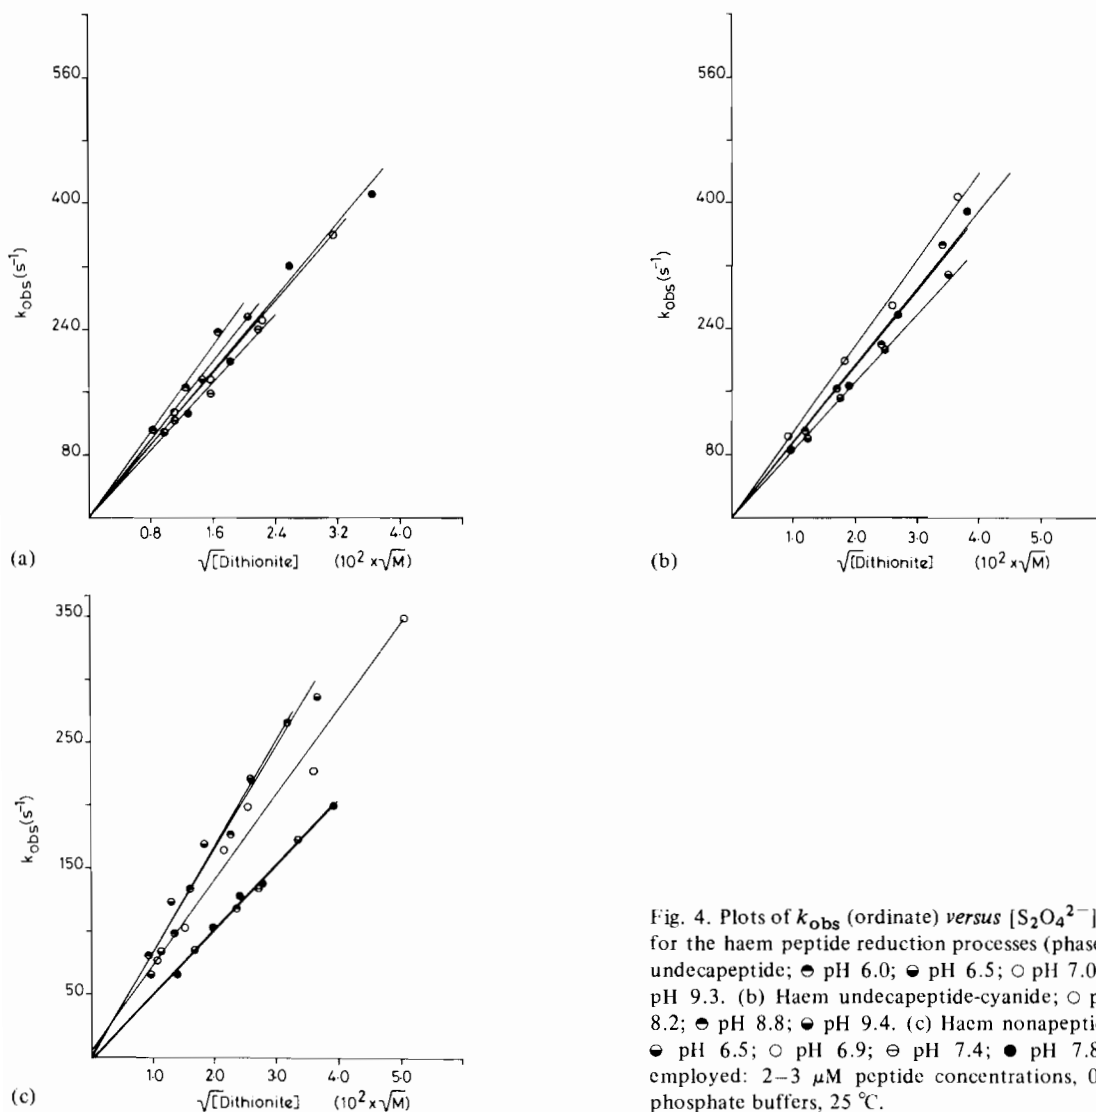 560
400
240
80
k_obs (s⁻¹)
0.8 1.6 2.4 3.2 4.0
(a) √[Dithionite] (10² x √M)
560
400
240
80
k_obs (s⁻¹)
1.0 2.0 3.0 4.0 5.0
(b) √[Dithionite] (10² x √M)
350
250
150
50
k_obs (s⁻¹)
1.0 2.0 3.0 4.0 5.0
(c) √[Dithionite] (10² x √M)
Fig. 4. Plots of k_obs (ordinate) versus [S₂O₄²⁻]
for the haem peptide reduction processes (phase
undecapeptide; ◓ pH 6.0; ◒ pH 6.5; ○ pH 7.0
pH 9.3. (b) Haem undecapeptide-cyanide; ○ p
8.2; ◓ pH 8.8; ◒ pH 9.4. (c) Haem nonapeptid
◒ pH 6.5; ○ pH 6.9; ⊖ pH 7.4; ● pH 7.8
employed: 2–3 μM peptide concentrations, 0
phosphate buffers, 25 °C.